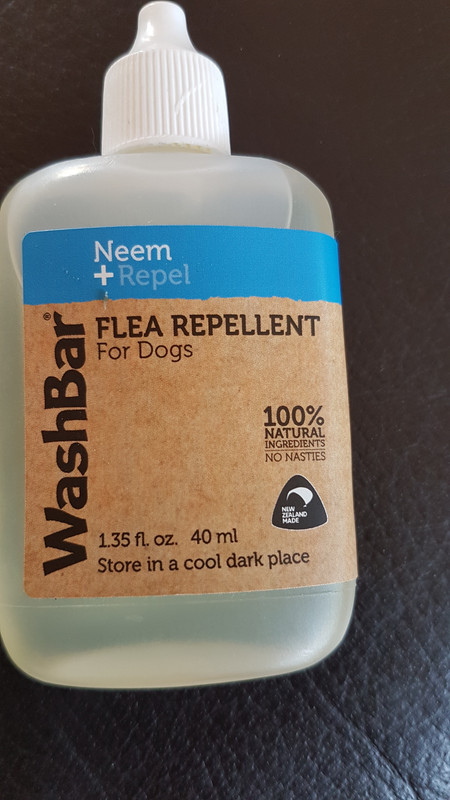 Neem
+Repel
WashBar®
FLEA REPELLENT
For Dogs
100%
NATURAL
INGREDIENTS
NO NASTIES
NEW
ZEALAND
MADE
1.35 fl. oz. 40 ml
Store in a cool dark place